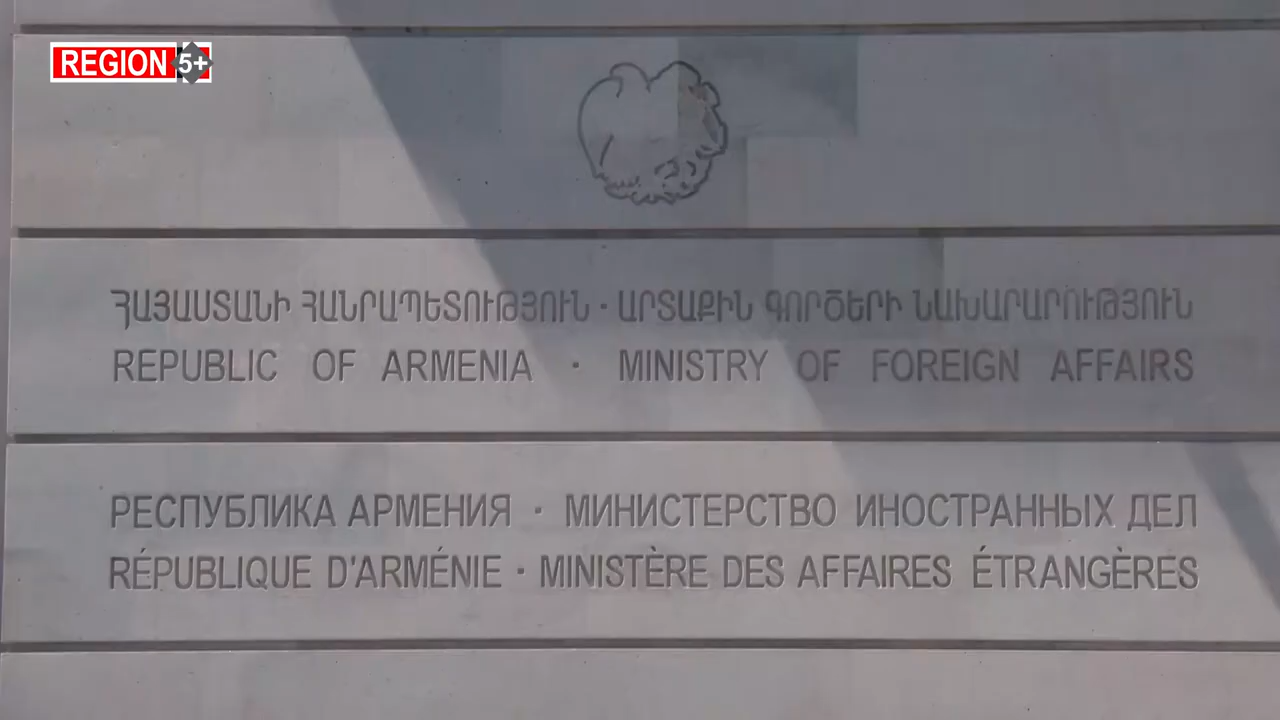 REGION 5+
ՀԱՅԱՍՏԱՆԻ ՀԱՆՐԱՊԵՏՈՒԹՅՈՒՆ · ԱՐՏԱՔԻՆ ԳՈՐԾԵՐԻ ՆԱԽԱՐԱՐՈՒԹՅՈՒՆ
REPUBLIC OF ARMENIA · MINISTRY OF FOREIGN AFFAIRS
РЕСПУБЛИКА АРМЕНИЯ · МИНИСТЕРСТВО ИНОСТРАННЫХ ДЕЛ
RÉPUBLIQUE D'ARMÉNIE · MINISTÈRE DES AFFAIRES ÉTRANGÈRES